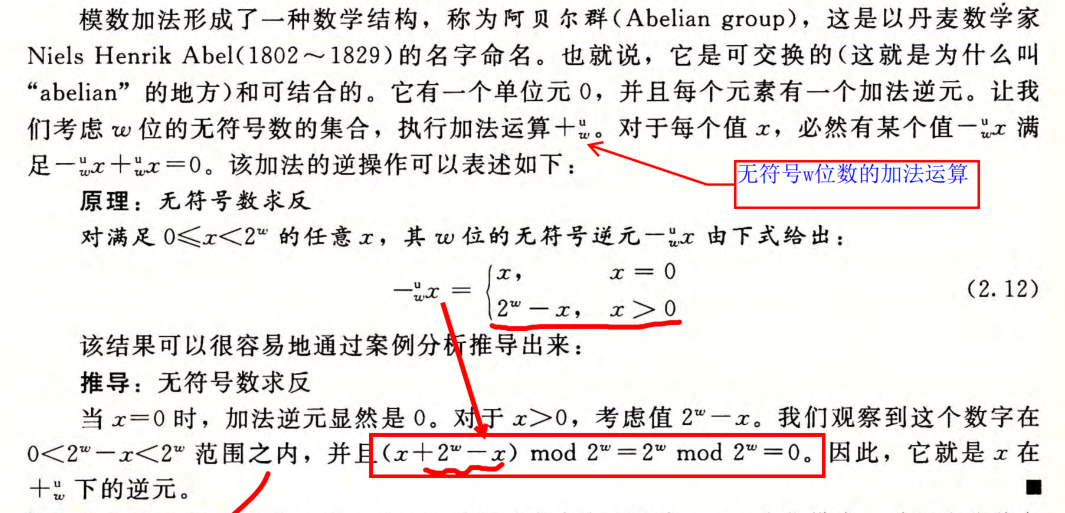 模数加法形成了一种数学结构，称为阿贝尔群(Abelian group)，这是以丹麦数学家
Niels Henrik Abel(1802～1829)的名字命名。也就说，它是可交换的(这就是为什么叫
“abelian”的地方)和可结合的。它有一个单位元 0，并且每个元素有一个加法逆元。让我
们考虑 w 位的无符号数的集合，执行加法运算+ᵘ_w。对于每个值 x，必然有某个值-ᵘ_w x 满
足-ᵘ_w x+ᵘ_w x=0。该加法的逆操作可以表述如下：
无符号w位数的加法运算
原理：无符号数求反
对满足 0≤x<2^w 的任意 x，其 w 位的无符号逆元-ᵘ_w x 由下式给出：
-ᵘ_w x = { x, x = 0
2^w - x, x > 0
(2.12)
该结果可以很容易地通过案例分析推导出来：
推导：无符号数求反
当 x=0 时，加法逆元显然是 0。对于 x>0，考虑值 2^w-x。我们观察到这个数字在
0<2^w-x<2^w 范围之内，并且(x+2^w-x) mod 2^w=2^w mod 2^w=0。因此，它就是 x 在
+ᵘ_w 下的逆元。